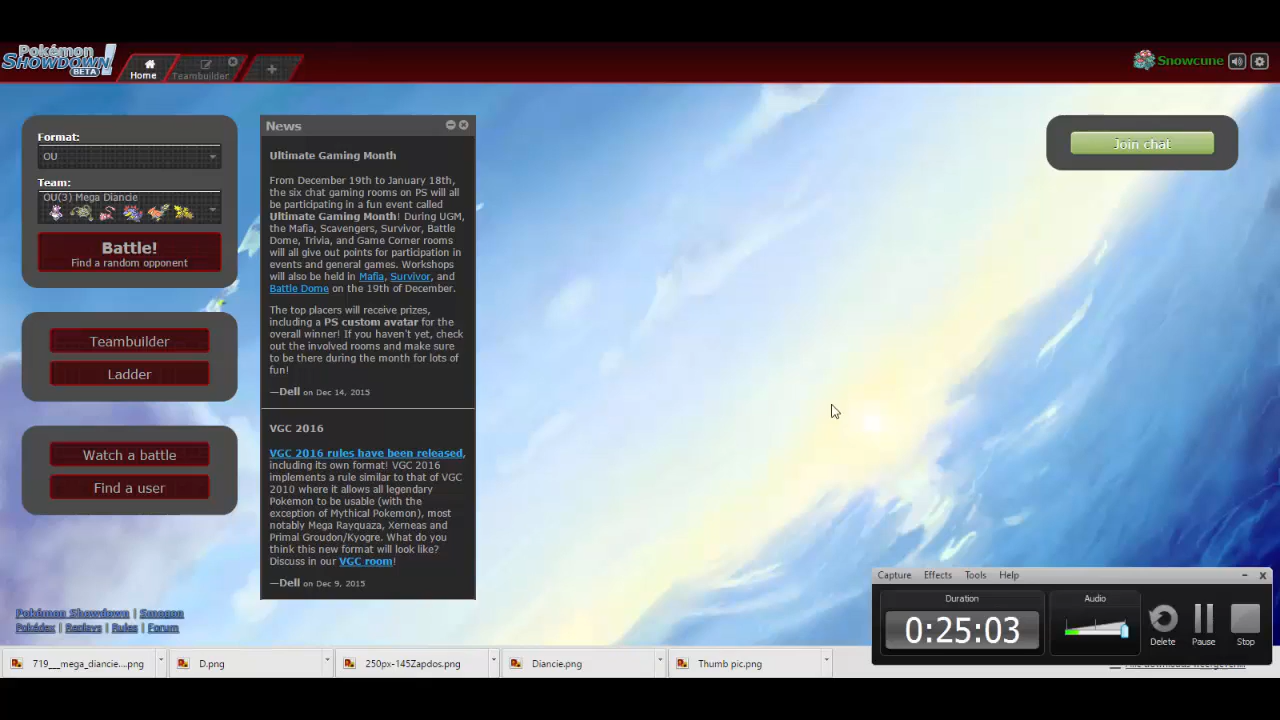 Pokémon
SHOWDOWN!
BETA
Home
Teambuilder
+
Snowcune
Format:
OU
Team:
OU(3) Mega Diancie
Battle!
Find a random opponent
Teambuilder
Ladder
Watch a battle
Find a user
News
Ultimate Gaming Month
From December 19th to January 18th,
the six chat gaming rooms on PS will all
be participating in a fun event called
Ultimate Gaming Month! During UGM,
the Mafia, Scavengers, Survivor, Battle
Dome, Trivia, and Game Corner rooms
will all give out points for participation in
events and general games. Workshops
will also be held in Mafia, Survivor, and
Battle Dome on the 19th of December.
The top placers will receive prizes,
including a PS custom avatar for the
overall winner! If you haven't yet, check
out the involved rooms and make sure
to be there during the month for lots of
fun!
—Dell on Dec 14, 2015
VGC 2016
VGC 2016 rules have been released,
including its own format! VGC 2016
implements a rule similar to that of VGC
2010 where it allows all legendary
Pokemon to be usable (with the
exception of Mythical Pokemon), most
notably Mega Rayquaza, Xerneas and
Primal Groudon/Kyogre. What do you
think this new format will look like?
Discuss in our VGC room!
—Dell on Dec 9, 2015
Join chat
Pokémon Showdown | Smogon
Pokédex | Replays | Rules | Forum
Capture Effects Tools Help
Duration
0:25:03
Audio
Delete
Pause
Stop
719__mega_diancie....png
D.png
250px-145Zapdos.png
Diancie.png
Thumb pic.png